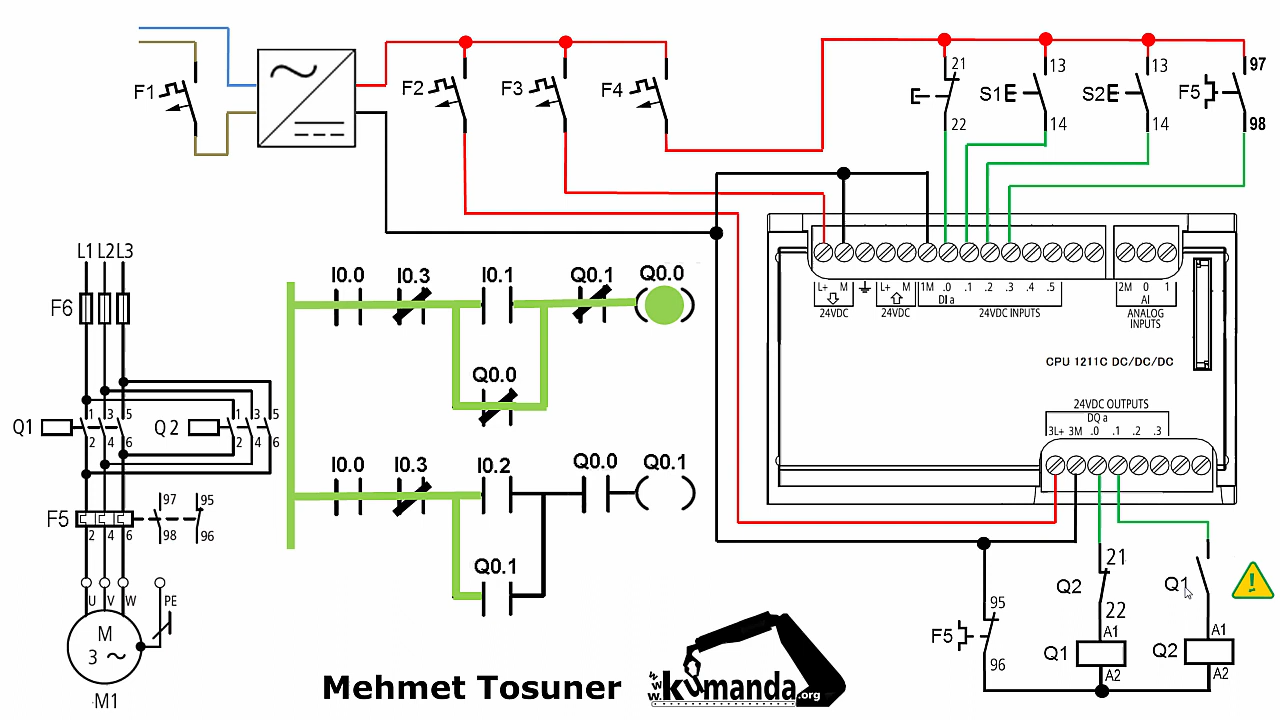 F1
F2
F3
F4
21
22
S1
13
14
S2
13
14
F5
97
98
L1 L2 L3
F6
Q1
1 3 5
2 4 6
Q 2
1 3 5
2 4 6
F5
97
98
95
96
2 4 6
U V W
PE
M
3
M1
I0.0 I0.3 I0.1 Q0.1 Q0.0
Q0.0
I0.0 I0.3 I0.2 Q0.0 Q0.1
Q0.1
L+ M L+ M 1M .0 .1 .2 .3 .4 .5
24VDC 24VDC DI a 24VDC INPUTS
2M 0 1
AI
ANALOG
INPUTS
CPU 1211C DC/DC/DC
24VDC OUTPUTS
DQ a
3L+ 3M .0 .1 .2 .3
F5
95
96
Q2
21
22
Q1
A1
A2
Q1
Q2
A1
A2
Mehmet Tosuner
www.kumanda.org